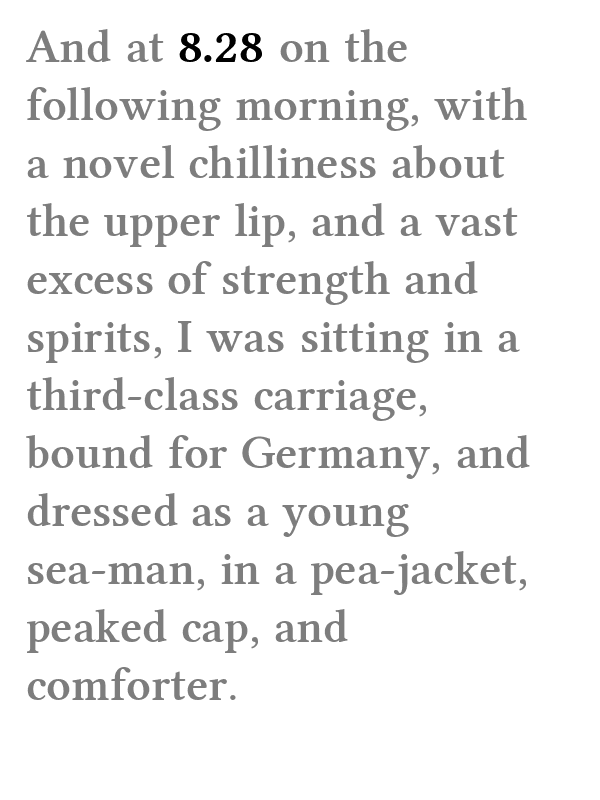 And at 8.28 on the
following morning, with
a novel chilliness about
the upper lip, and a vast
excess of strength and
spirits, I was sitting in a
third-class carriage,
bound for Germany, and
dressed as a young
sea-man, in a pea-jacket,
peaked cap, and
comforter.